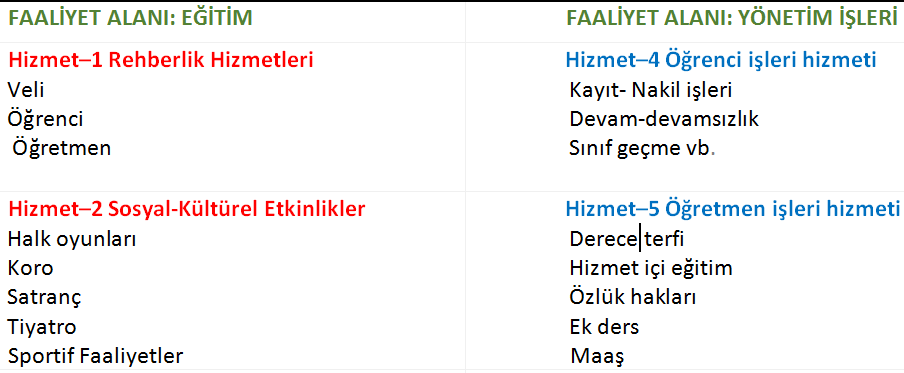 FAALİYET ALANI: EĞİTİM
FAALİYET ALANI: YÖNETİM İŞLERİ
Hizmet–1 Rehberlik Hizmetleri
Veli
Öğrenci
Öğretmen
Hizmet–4 Öğrenci işleri hizmeti
Kayıt- Nakil işleri
Devam-devamsızlık
Sınıf geçme vb.
Hizmet–2 Sosyal-Kültürel Etkinlikler
Halk oyunları
Koro
Satranç
Tiyatro
Sportif Faaliyetler
Hizmet–5 Öğretmen işleri hizmeti
Derece terfi
Hizmet içi eğitim
Özlük hakları
Ek ders
Maaş